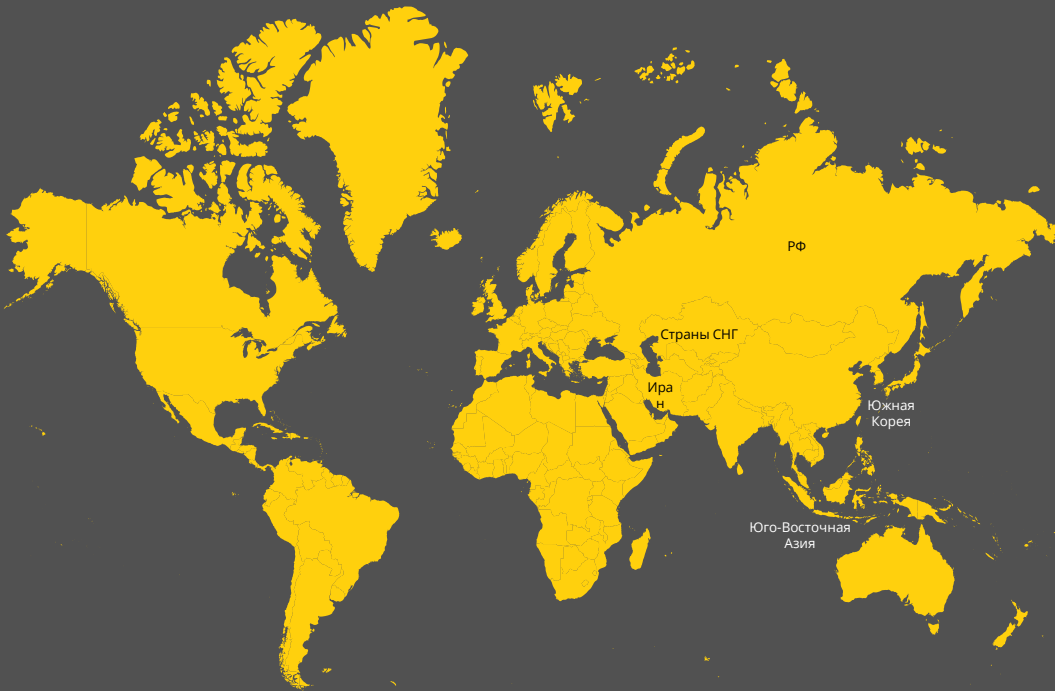 РФ
Страны СНГ
Ира
н
Южная
Корея
Юго-Восточная
Азия